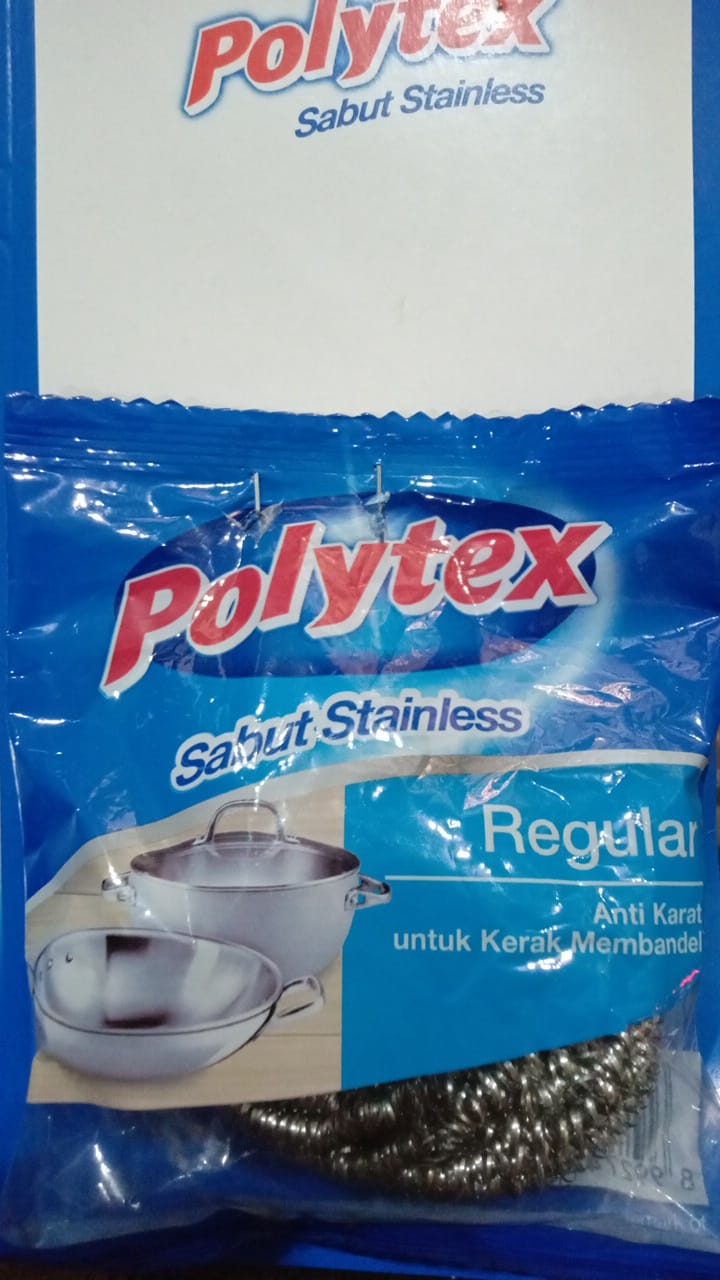 Polytex
Sabut Stainless
Polytex
Sabut Stainless
Regular
Anti Karat
untuk Kerak Membandel